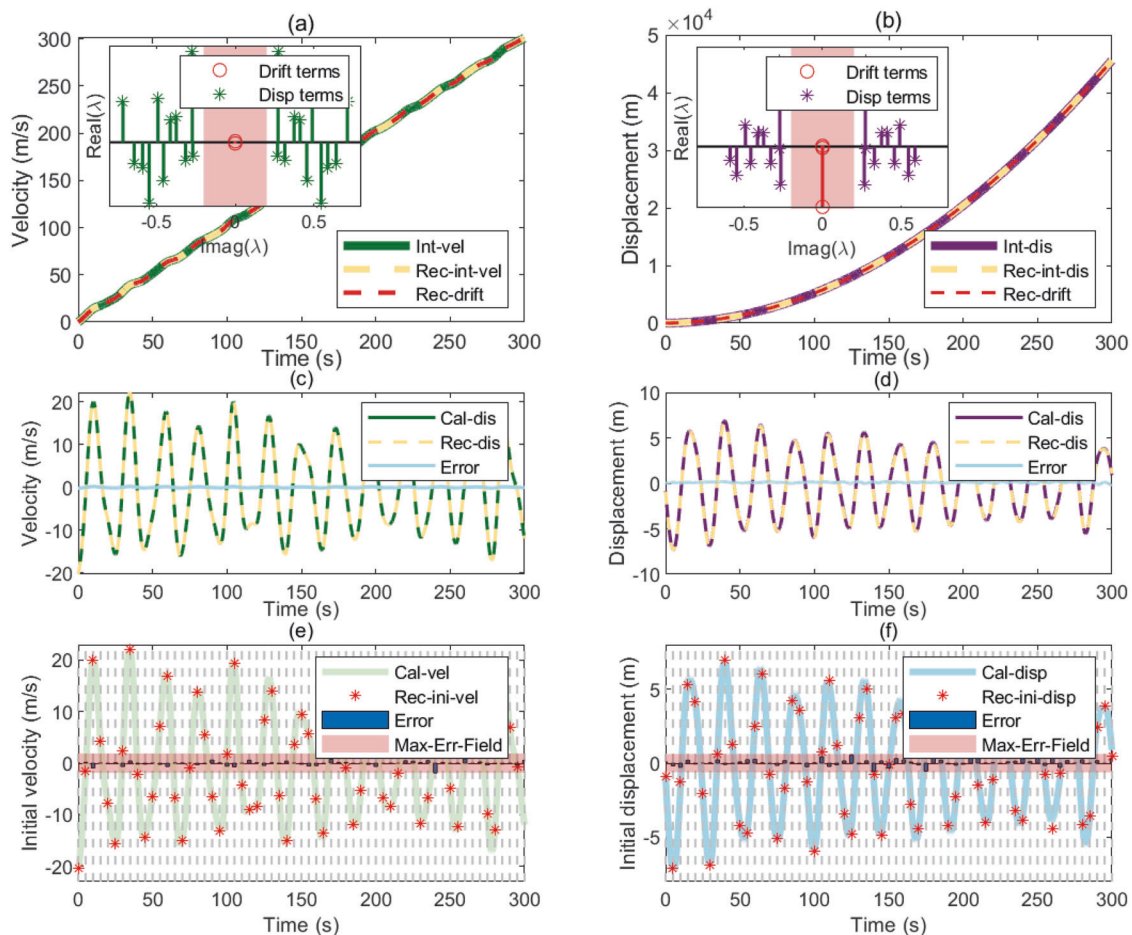 (a)
Velocity (m/s)
300
250
200
150
100
50
0
Real(λ)
Drift terms
Disp terms
-0.5
0
0.5
Imag(λ)
Int-vel
Rec-int-vel
Rec-drift
0
50
100
150
200
250
300
Time (s)
(b)
×10⁴
Displacement (m)
5
4
3
2
1
0
Real(λ)
Drift terms
Disp terms
-0.5
0
0.5
Imag(λ)
Int-dis
Rec-int-dis
Rec-drift
0
50
100
150
200
250
300
Time (s)
(c)
Velocity (m/s)
20
10
0
-10
-20
Cal-dis
Rec-dis
Error
0
50
100
150
200
250
300
Time (s)
(d)
Displacement (m)
10
5
0
-5
-10
Cal-dis
Rec-dis
Error
0
50
100
150
200
250
300
Time (s)
(e)
Initial velocity (m/s)
20
10
0
-10
-20
Cal-vel
Rec-ini-vel
Error
Max-Err-Field
0
50
100
150
200
250
300
Time (s)
(f)
Initial displacement (m)
5
0
-5
Cal-disp
Rec-ini-disp
Error
Max-Err-Field
0
50
100
150
200
250
300
Time (s)